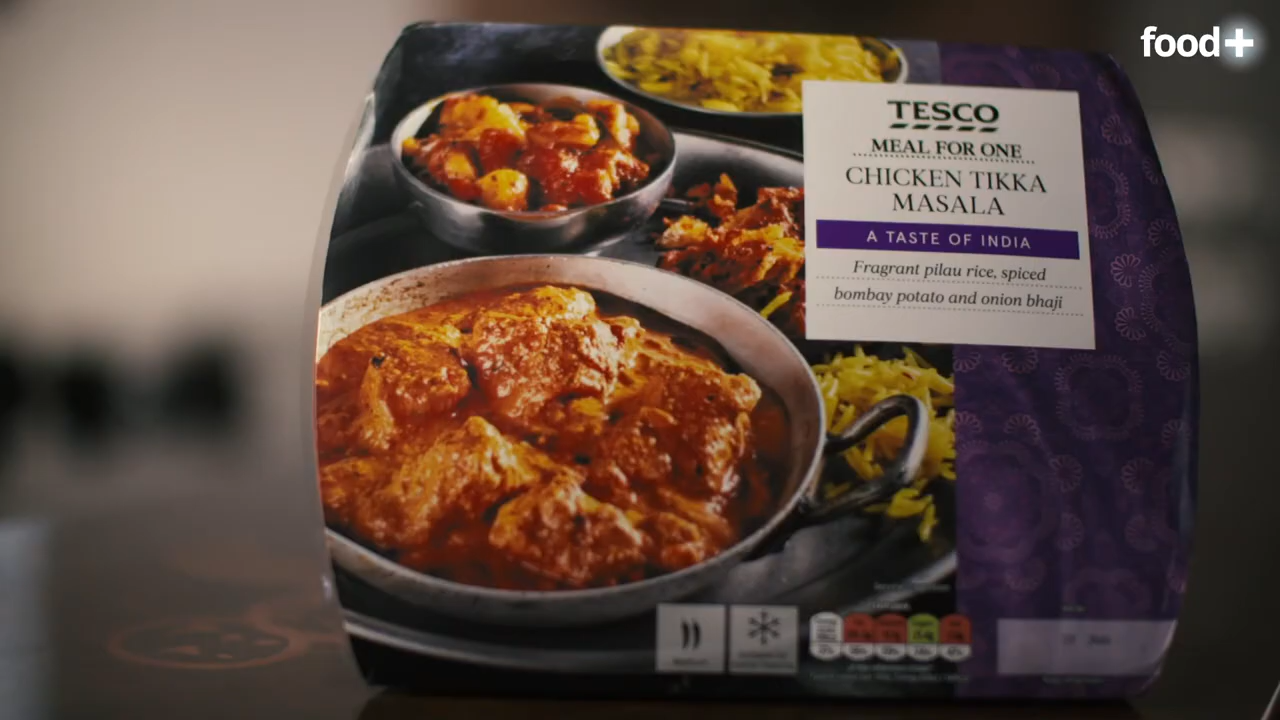 food+
TESCO
MEAL FOR ONE
CHICKEN TIKKA
MASALA
A TASTE OF INDIA
Fragrant pilau rice, spiced
bombay potato and onion bhaji